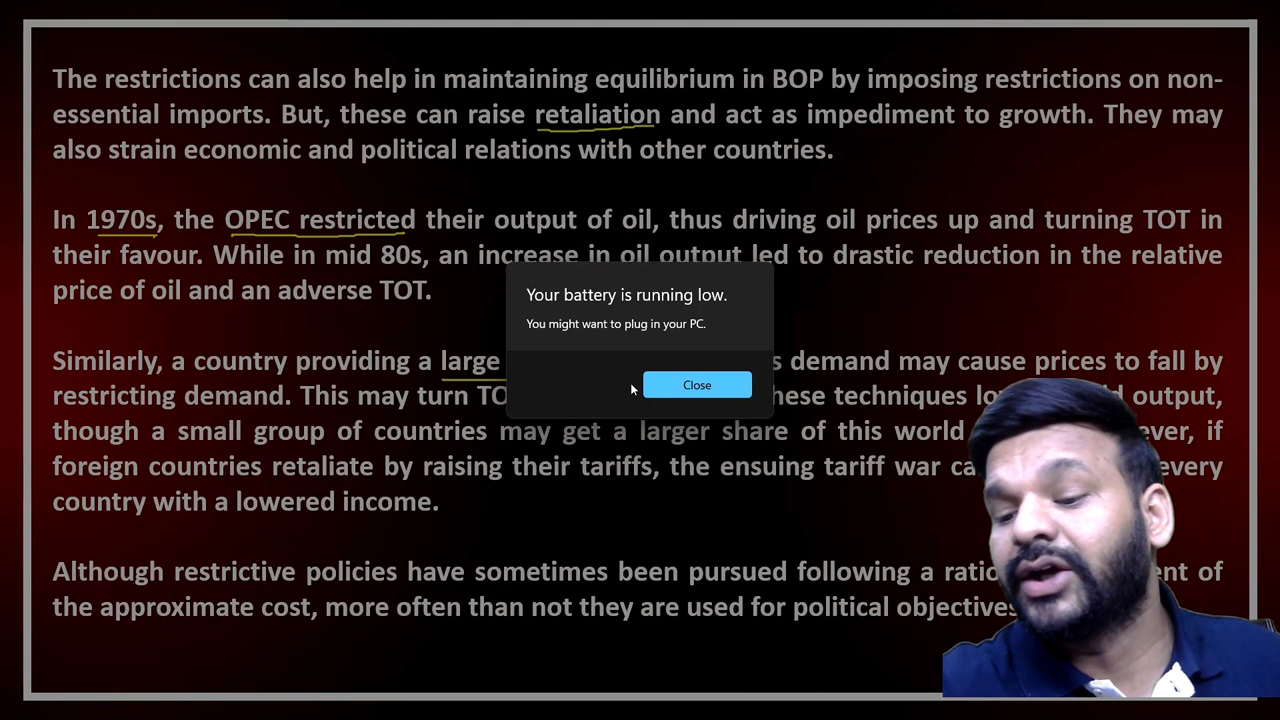 The restrictions can also help in maintaining equilibrium in BOP by imposing restrictions on non-
essential imports. But, these can raise retaliation and act as impediment to growth. They may
also strain economic and political relations with other countries.
In 1970s, the OPEC restricted their output of oil, thus driving oil prices up and turning TOT in
their favour. While in mid 80s, an increase in oil output led to drastic reduction in the relative
price of oil and an adverse TOT.
Your battery is running low.
You might want to plug in your PC.
Close
Similarly, a country providing a large demand may cause prices to fall by
restricting demand. This may turn these techniques output,
though a small group of countries may get a larger share of this world if
foreign countries retaliate by raising their tariffs, the ensuing tariff war every
country with a lowered income.
Although restrictive policies have sometimes been pursued following a of
the approximate cost, more often than not they are used for political objectives